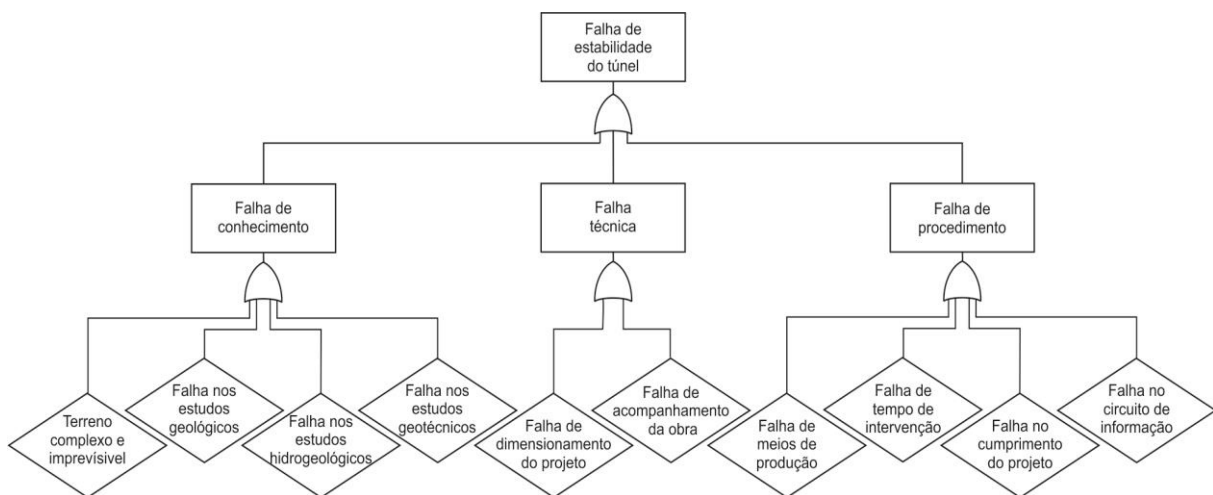 Falha de
estabilidade
do túnel
Falha de
conhecimento
Falha
técnica
Falha de
procedimento
Terreno
complexo e
imprevísivel
Falha nos
estudos
geológicos
Falha nos
estudos
hidrogeológicos
Falha nos
estudos
geotécnicos
Falha de
dimensionamento
do projeto
Falha de
acompanhamento
da obra
Falha de
meios de
produção
Falha de
tempo de
intervenção
Falha no
cumprimento
do projeto
Falha no
circuito de
informação